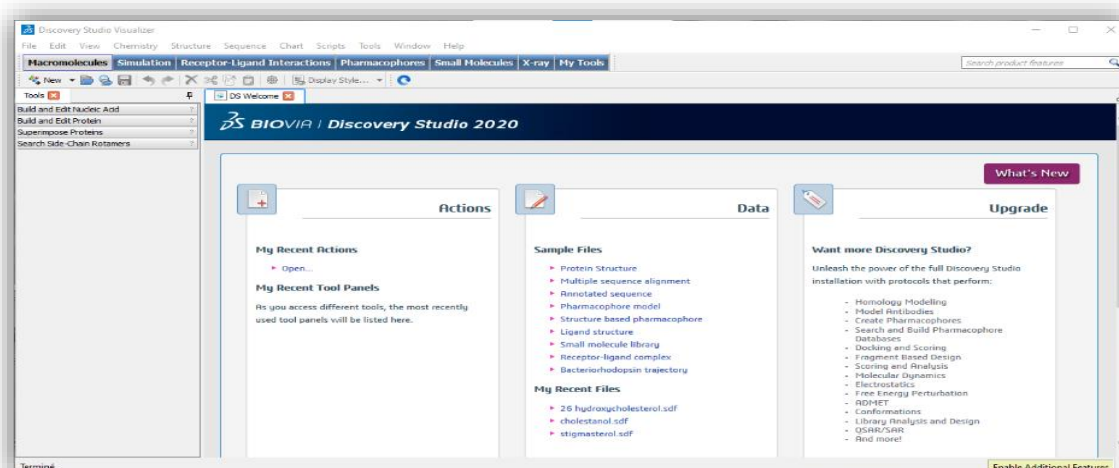 Discovery Studio Visualizer
File Edit View Chemistry Structure Sequence Chart Scripts Tools Window Help
Macromolecules Simulation Receptor-Ligand Interactions Pharmacophores Small Molecules X-ray My Tools
Search product features
New Display Style...
Tools DS Welcome
Build and Edit Nucleic Acid ?
Build and Edit Protein ?
Superimpose Proteins ?
Search Side-Chain Rotamers ?
BIOVIA | Discovery Studio 2020
What's New
Actions
My Recent Actions
Open...
My Recent Tool Panels
As you access different tools, the most recently
used tool panels will be listed here.
Data
Sample Files
Protein Structure
Multiple sequence alignment
Annotated sequence
Pharmacophore model
Structure based pharmacophore
Ligand structure
Small molecule library
Receptor-ligand complex
Bacteriorhodopsin trajectory
My Recent Files
26 hydroxycholesterol.sdf
cholestanol.sdf
stigmasterol.sdf
Upgrade
Want more Discovery Studio?
Unleash the power of the full Discovery Studio
installation with protocols that perform:
- Homology Modeling
- Model Antibodies
- Create Pharmacophores
- Search and Build Pharmacophore
Databases
- Docking and Scoring
- Fragment Based Design
- Scoring and Analysis
- Molecular Dynamics
- Electrostatics
- Free Energy Perturbation
- ADMET
- Conformations
- Library Analysis and Design
- QSAR/SAR
- And more!
Terminé
Enable Additional Features